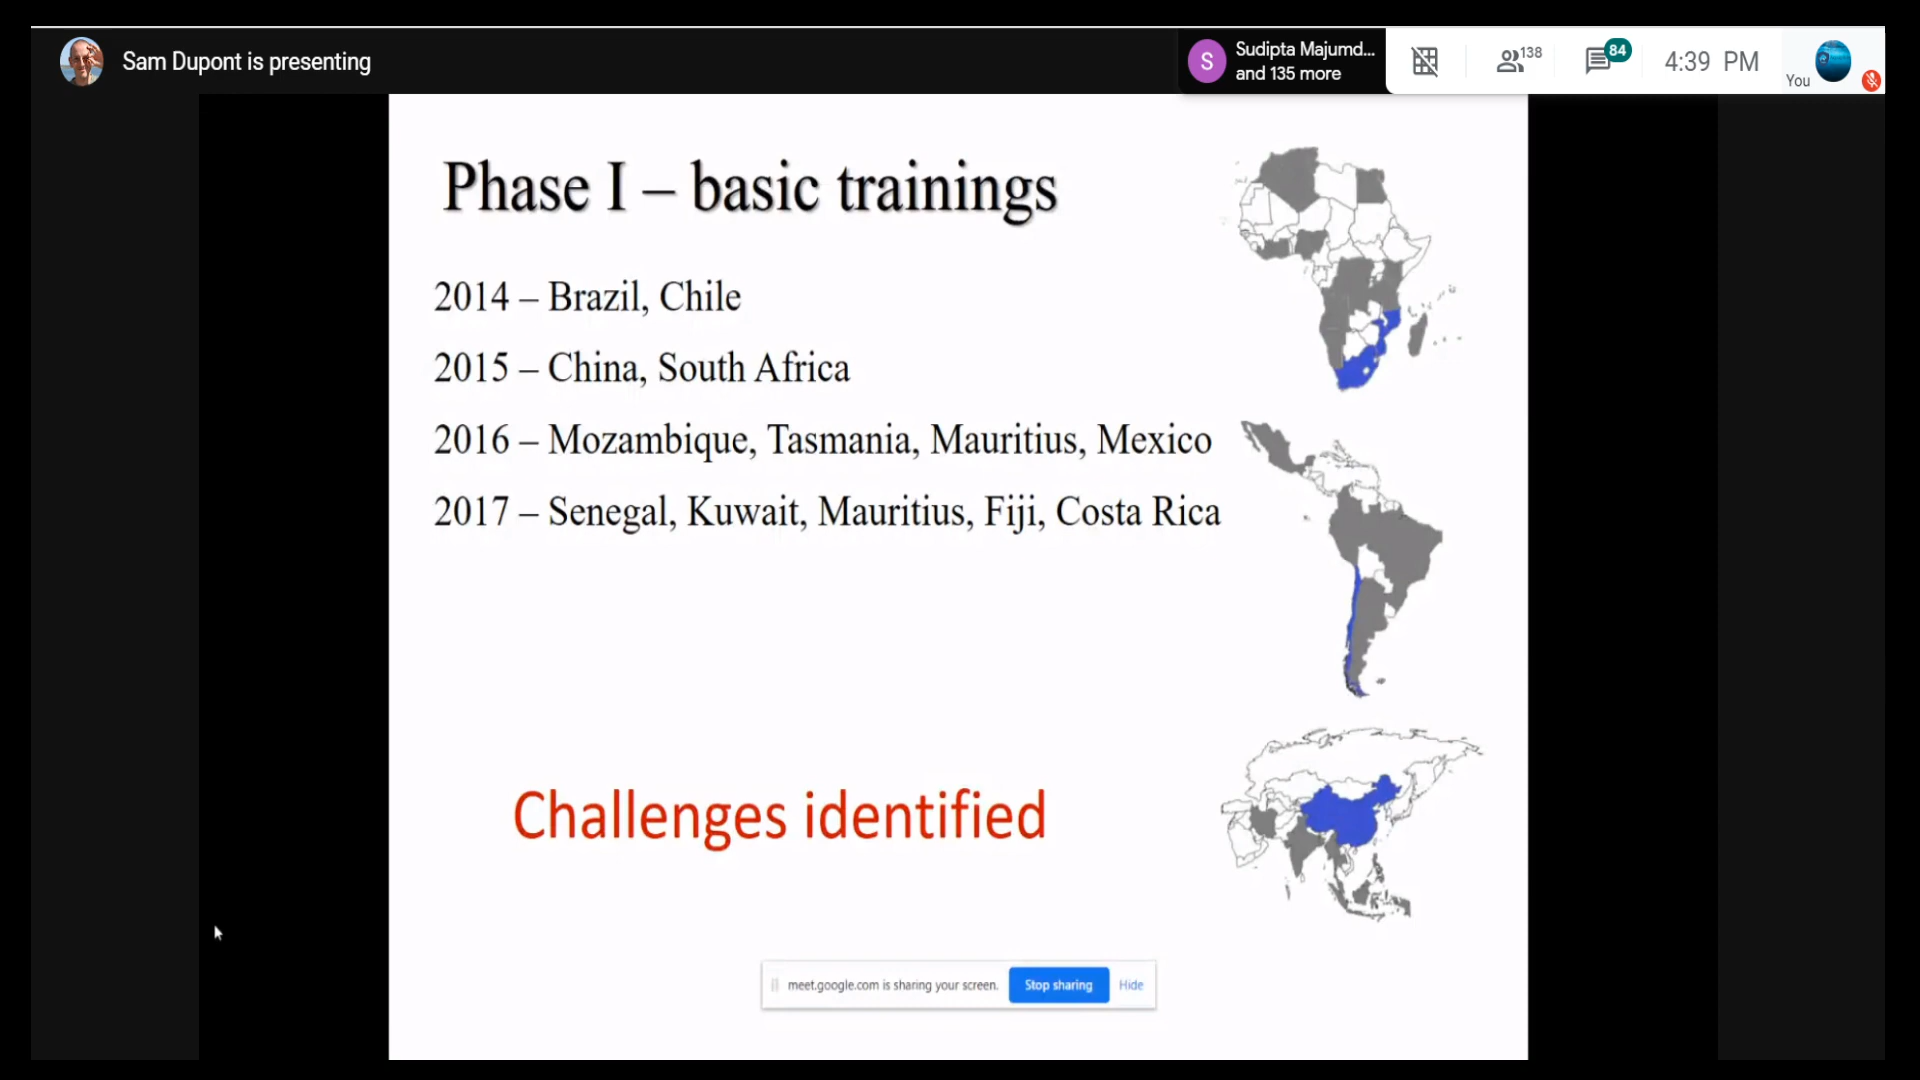 Sam Dupont is presenting
S
Sudipta Majumd...
and 135 more
138
84
4:39 PM
You
Phase I – basic trainings
2014 – Brazil, Chile
2015 – China, South Africa
2016 – Mozambique, Tasmania, Mauritius, Mexico
2017 – Senegal, Kuwait, Mauritius, Fiji, Costa Rica
Challenges identified
meet.google.com is sharing your screen.
Stop sharing
Hide